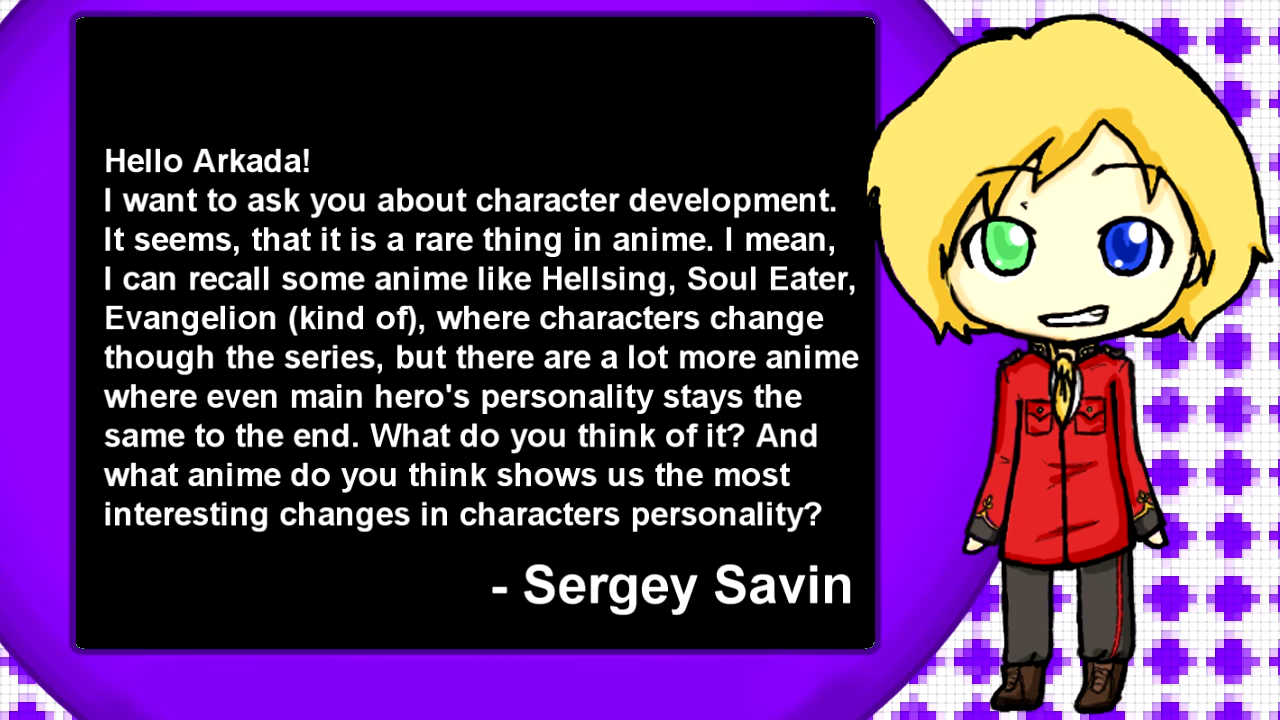 Hello Arkada!
I want to ask you about character development.
It seems, that it is a rare thing in anime. I mean,
I can recall some anime like Hellsing, Soul Eater,
Evangelion (kind of), where characters change
though the series, but there are a lot more anime
where even main hero's personality stays the
same to the end. What do you think of it? And
what anime do you think shows us the most
interesting changes in characters personality?
- Sergey Savin